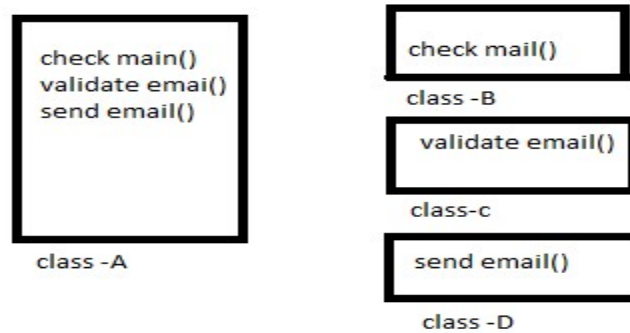 check main()
validate emai()
send email()
class -A
check mail()
class -B
validate email()
class-c
send email()
class -D